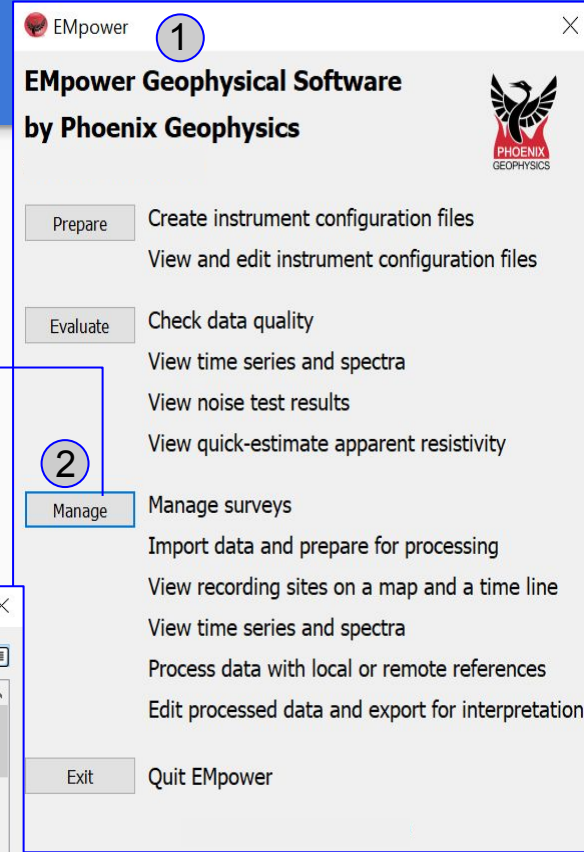 EMpower
1
EMpower Geophysical Software
by Phoenix Geophysics
PHOENIX
GEOPHYSICS
Prepare
Create instrument configuration files
View and edit instrument configuration files
Evaluate
Check data quality
View time series and spectra
View noise test results
View quick-estimate apparent resistivity
2
Manage
Manage surveys
Import data and prepare for processing
View recording sites on a map and a time line
View time series and spectra
Process data with local or remote references
Edit processed data and export for interpretation
Exit
Quit EMpower